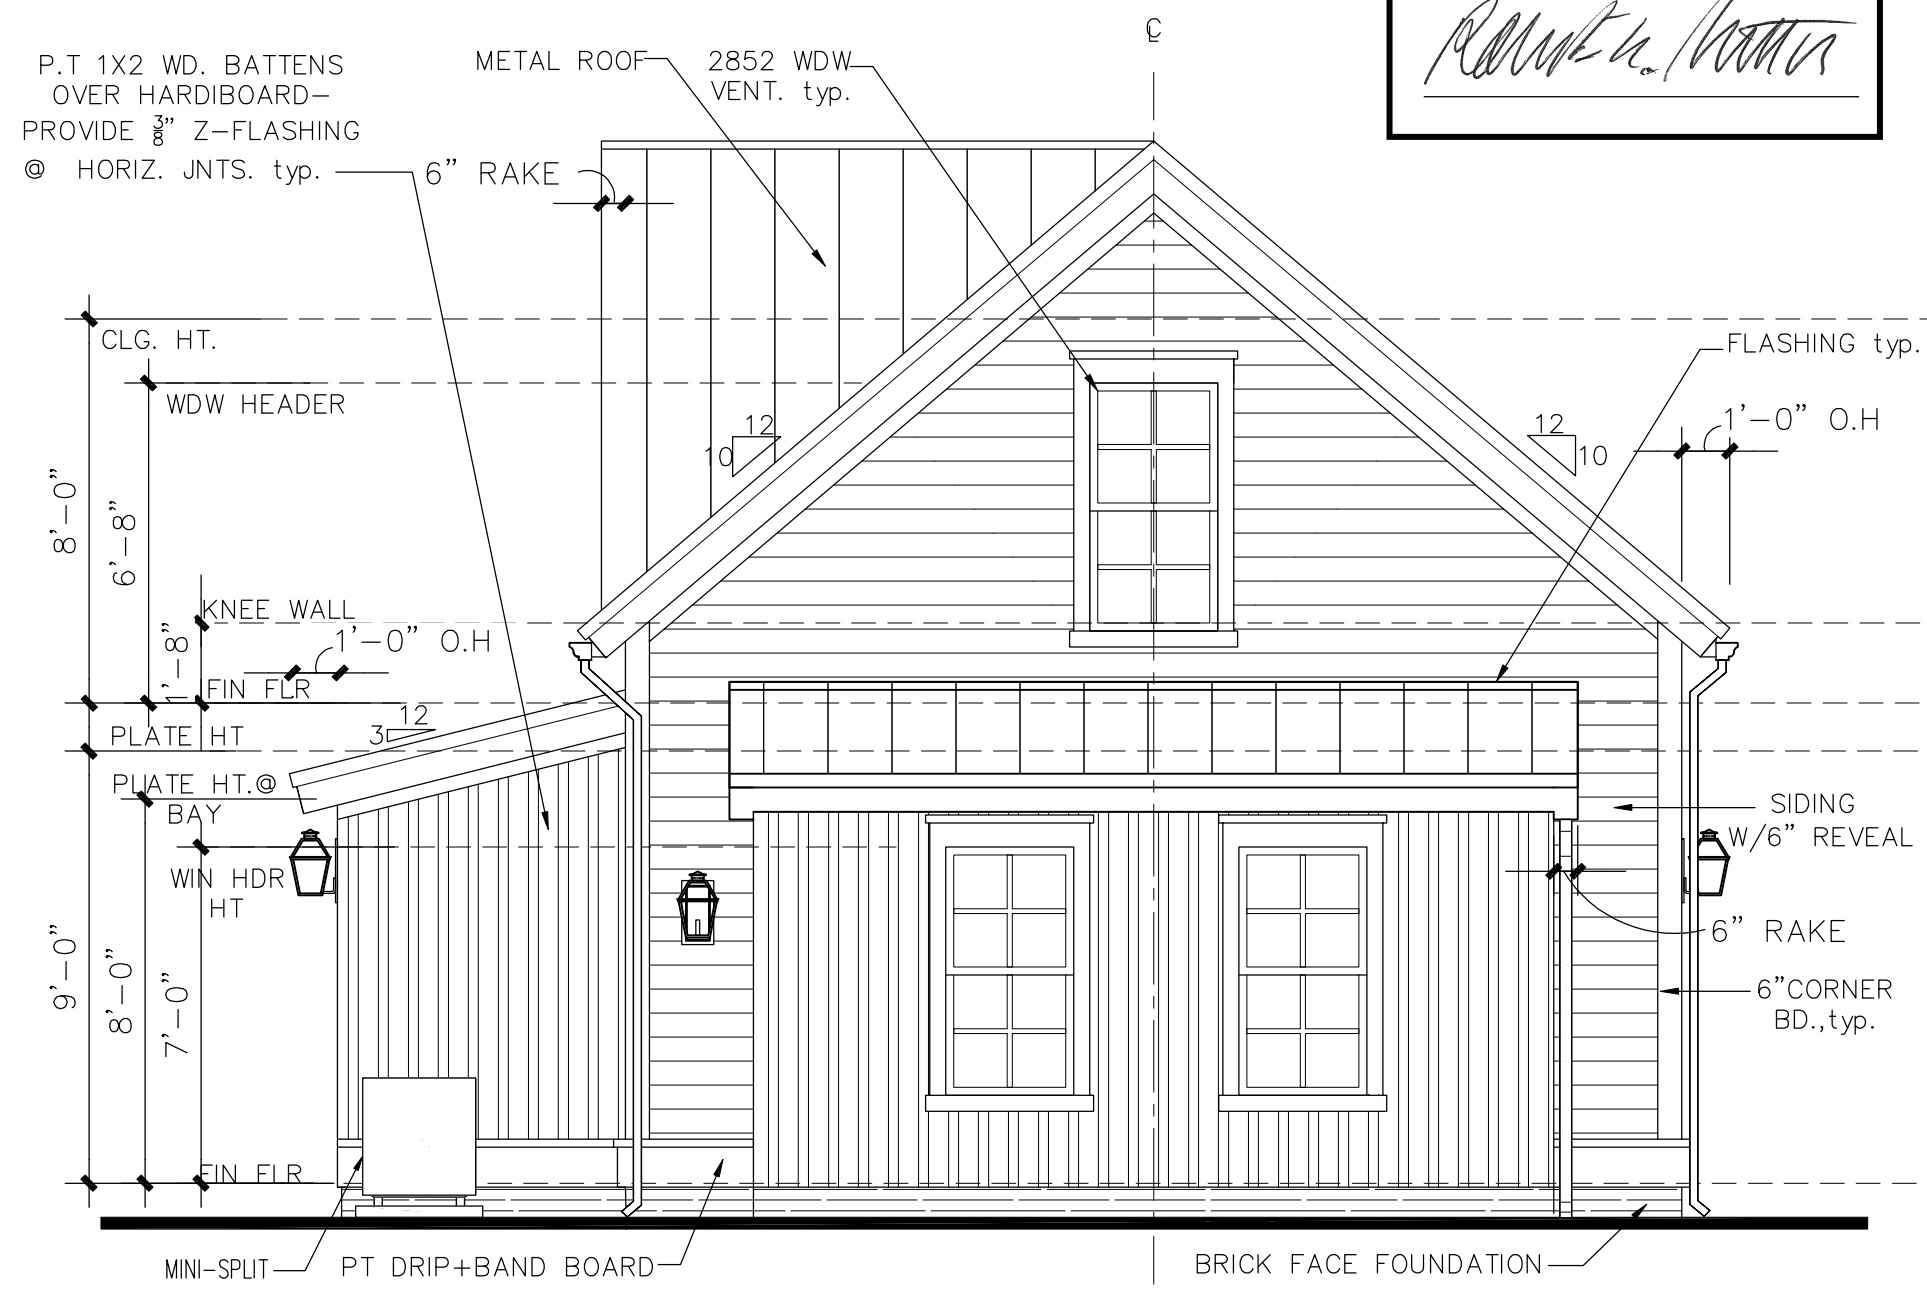 ℄
P.T 1X2 WD. BATTENS
OVER HARDIBOARD-
PROVIDE 3/8" Z-FLASHING
@ HORIZ. JNTS. typ.
METAL ROOF
2852 WDW
VENT. typ.
6" RAKE
CLG. HT.
WDW HEADER
FLASHING typ.
12
10
12
10
1'-0" O.H
8'-0"
6'-8"
KNEE WALL
1'-8"
1'-0" O.H
FIN FLR
12
3
PLATE HT
PLATE HT.@
BAY
SIDING
W/6" REVEAL
WIN HDR
HT
6" RAKE
9'-0"
8'-0"
7'-0"
6"CORNER
BD.,typ.
FIN FLR
MINI-SPLIT
PT DRIP+BAND BOARD
BRICK FACE FOUNDATION